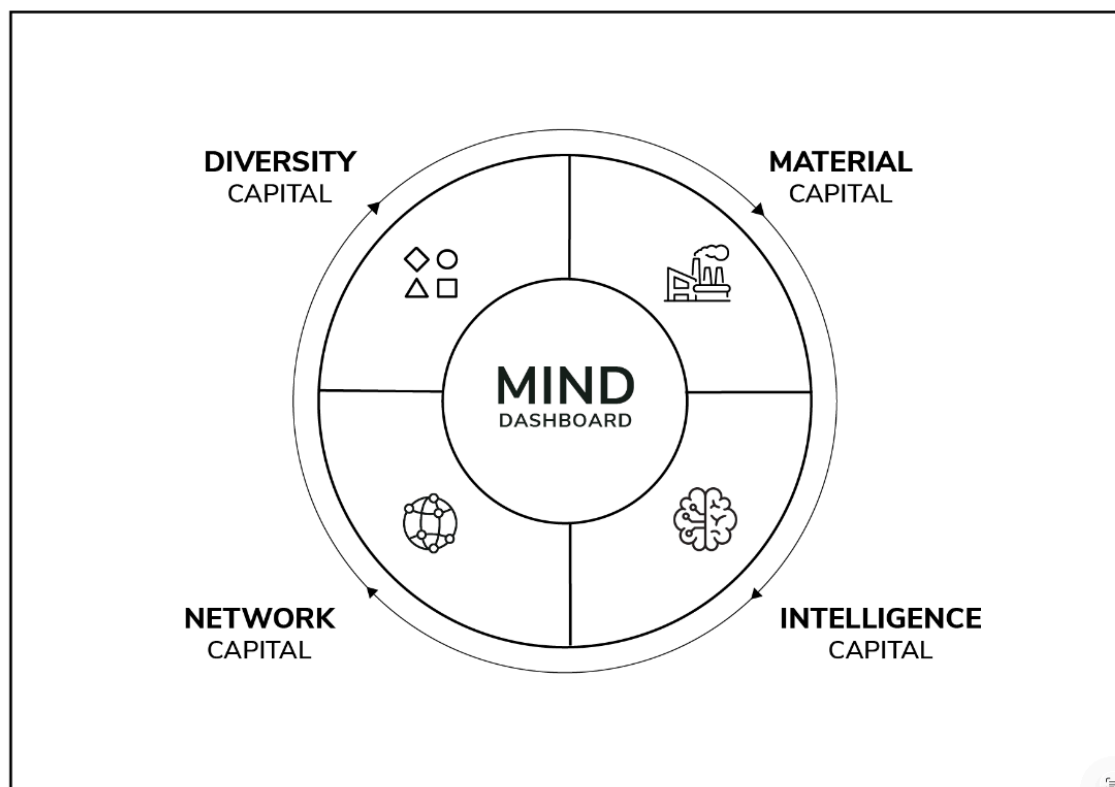 DIVERSITY
CAPITAL
MATERIAL
CAPITAL
MIND
DASHBOARD
NETWORK
CAPITAL
INTELLIGENCE
CAPITAL